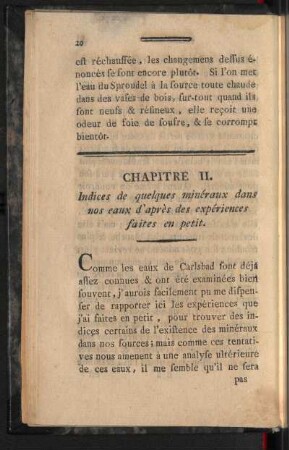 20
est réchaussée, les changemens dessus é-
noncés se sont encore plutôt. Si l'on met
l'eau du Sproudel à la source toute chaude
dans des vases de bois, sur-tout quand ils
sont neufs & résineux, elle reçoit une
odeur de foin de soufre, & se corrompt
bientôt.
CHAPITRE II.
Indices de quelques minéraux dans
nos eaux d'après des expériences
faites en petit.
Comme les eaux de Carlsbad sont déjà
assez connues & ont été examinées bien
souvent, j'aurois facilement pu me dispen-
ser de rapporter ici les expériences que
j'ai faites en petit, pour trouver des in-
dices certains de l'existence des minéraux
dans nos sources; mais comme ces tentati-
ves nous amenent à une analyse ultérieure
de ces eaux, il me semble qu'il ne sera
pas